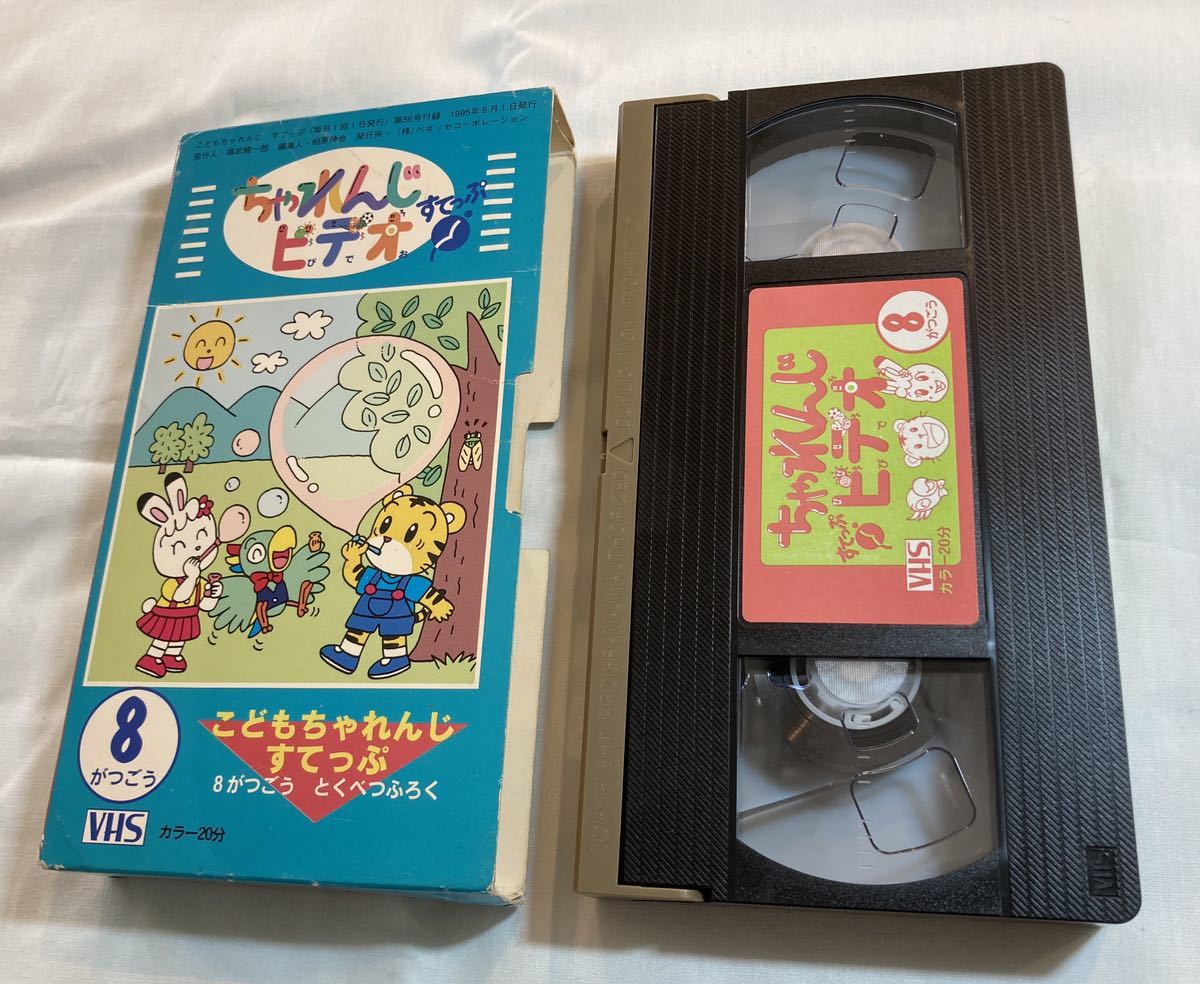 こどもちゃれんじ　すてっぷ（毎月1回1日発行）第56号付録　1995年8月1日発行
発行人・福武總一郎　編集人・柏原伸也　発行所・（株）ベネッセコーポレーション
ちゃれんじ
ビデオ
びでお
すてっぷ
8
がつごう
こどもちゃれんじ
すてっぷ
8がつごう　とくべつふろく
VHS
カラー20分
8
がつごう
ちゃれんじ
ビデオ
びでお
すてっぷ
VHS
カラー20分
VHS